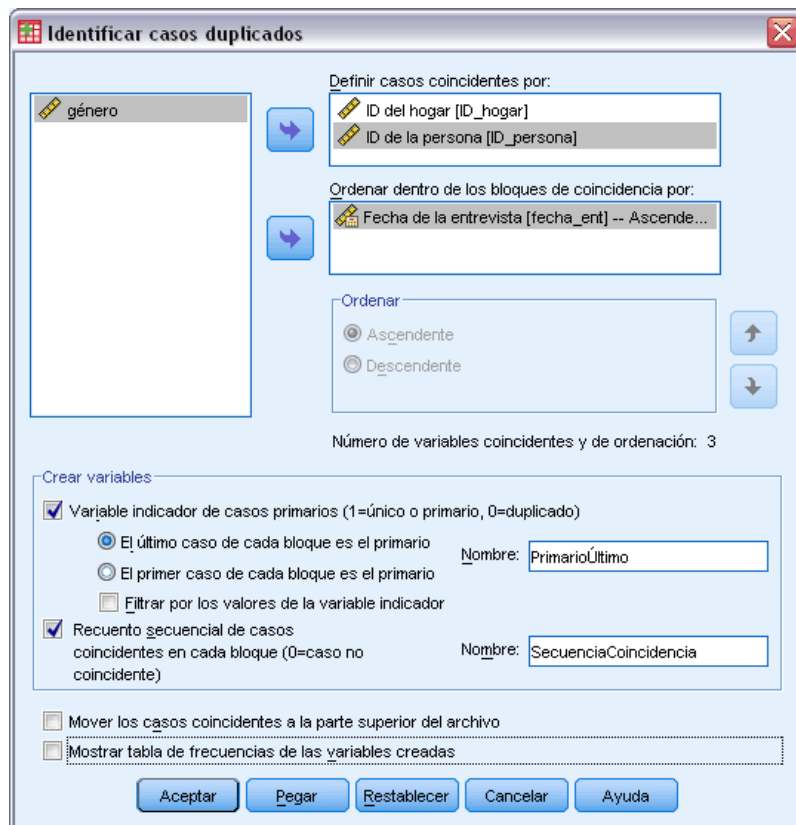 Identificar casos duplicados
género
Definir casos coincidentes por:
ID del hogar [ID_hogar]
ID de la persona [ID_persona]
Ordenar dentro de los bloques de coincidencia por:
Fecha de la entrevista [fecha_ent] -- Ascende...
Ordenar
Ascendente
Descendente
Número de variables coincidentes y de ordenación: 3
Crear variables
Variable indicador de casos primarios (1=único o primario, 0=duplicado)
El último caso de cada bloque es el primario
El primer caso de cada bloque es el primario
Nombre: PrimarioÚltimo
Filtrar por los valores de la variable indicador
Recuento secuencial de casos
coincidentes en cada bloque (0=caso no
coincidente)
Nombre: SecuenciaCoincidencia
Mover los casos coincidentes a la parte superior del archivo
Mostrar tabla de frecuencias de las variables creadas
Aceptar Pegar Restablecer Cancelar Ayuda